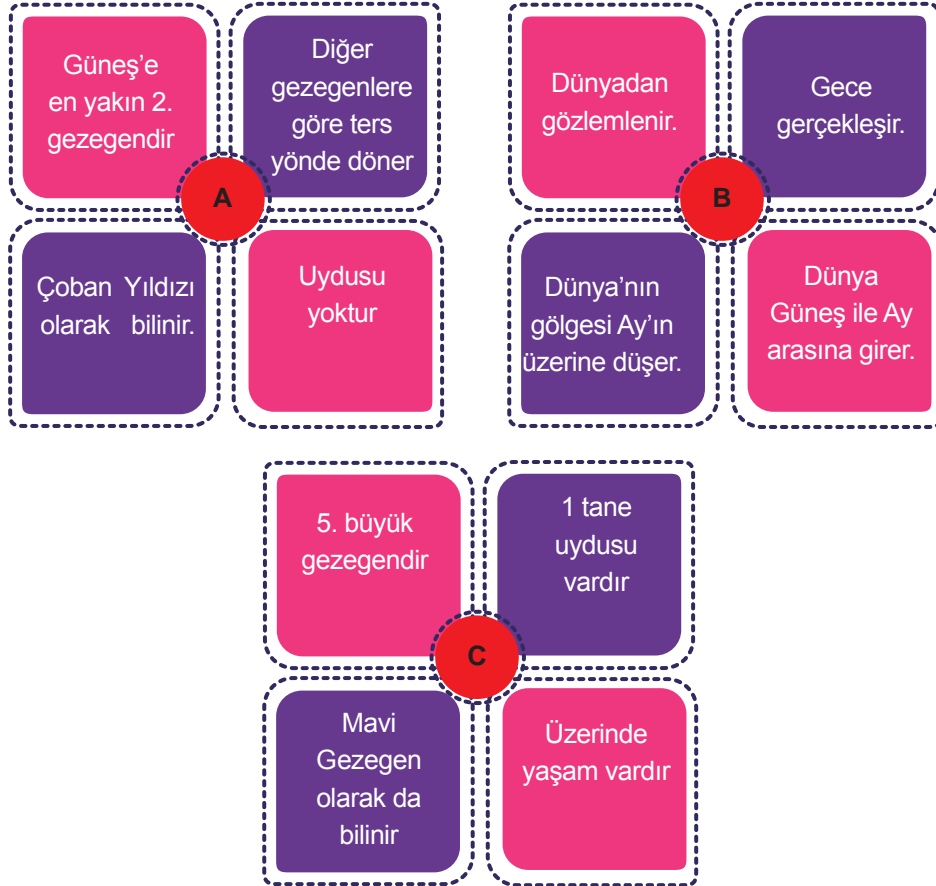 Güneş’e
en yakın 2.
gezegendir
Diğer
gezegenlere
göre ters
yönde döner
A
Çoban Yıldızı
olarak bilinir.
Uydusu
yoktur
Dünyadan
gözlemlenir.
Gece
gerçekleşir.
B
Dünya’nın
gölgesi Ay’ın
üzerine düşer.
Dünya
Güneş ile Ay
arasına girer.
5. büyük
gezegendir
1 tane
uydusu
vardır
C
Mavi
Gezegen
olarak da
bilinir
Üzerinde
yaşam vardır